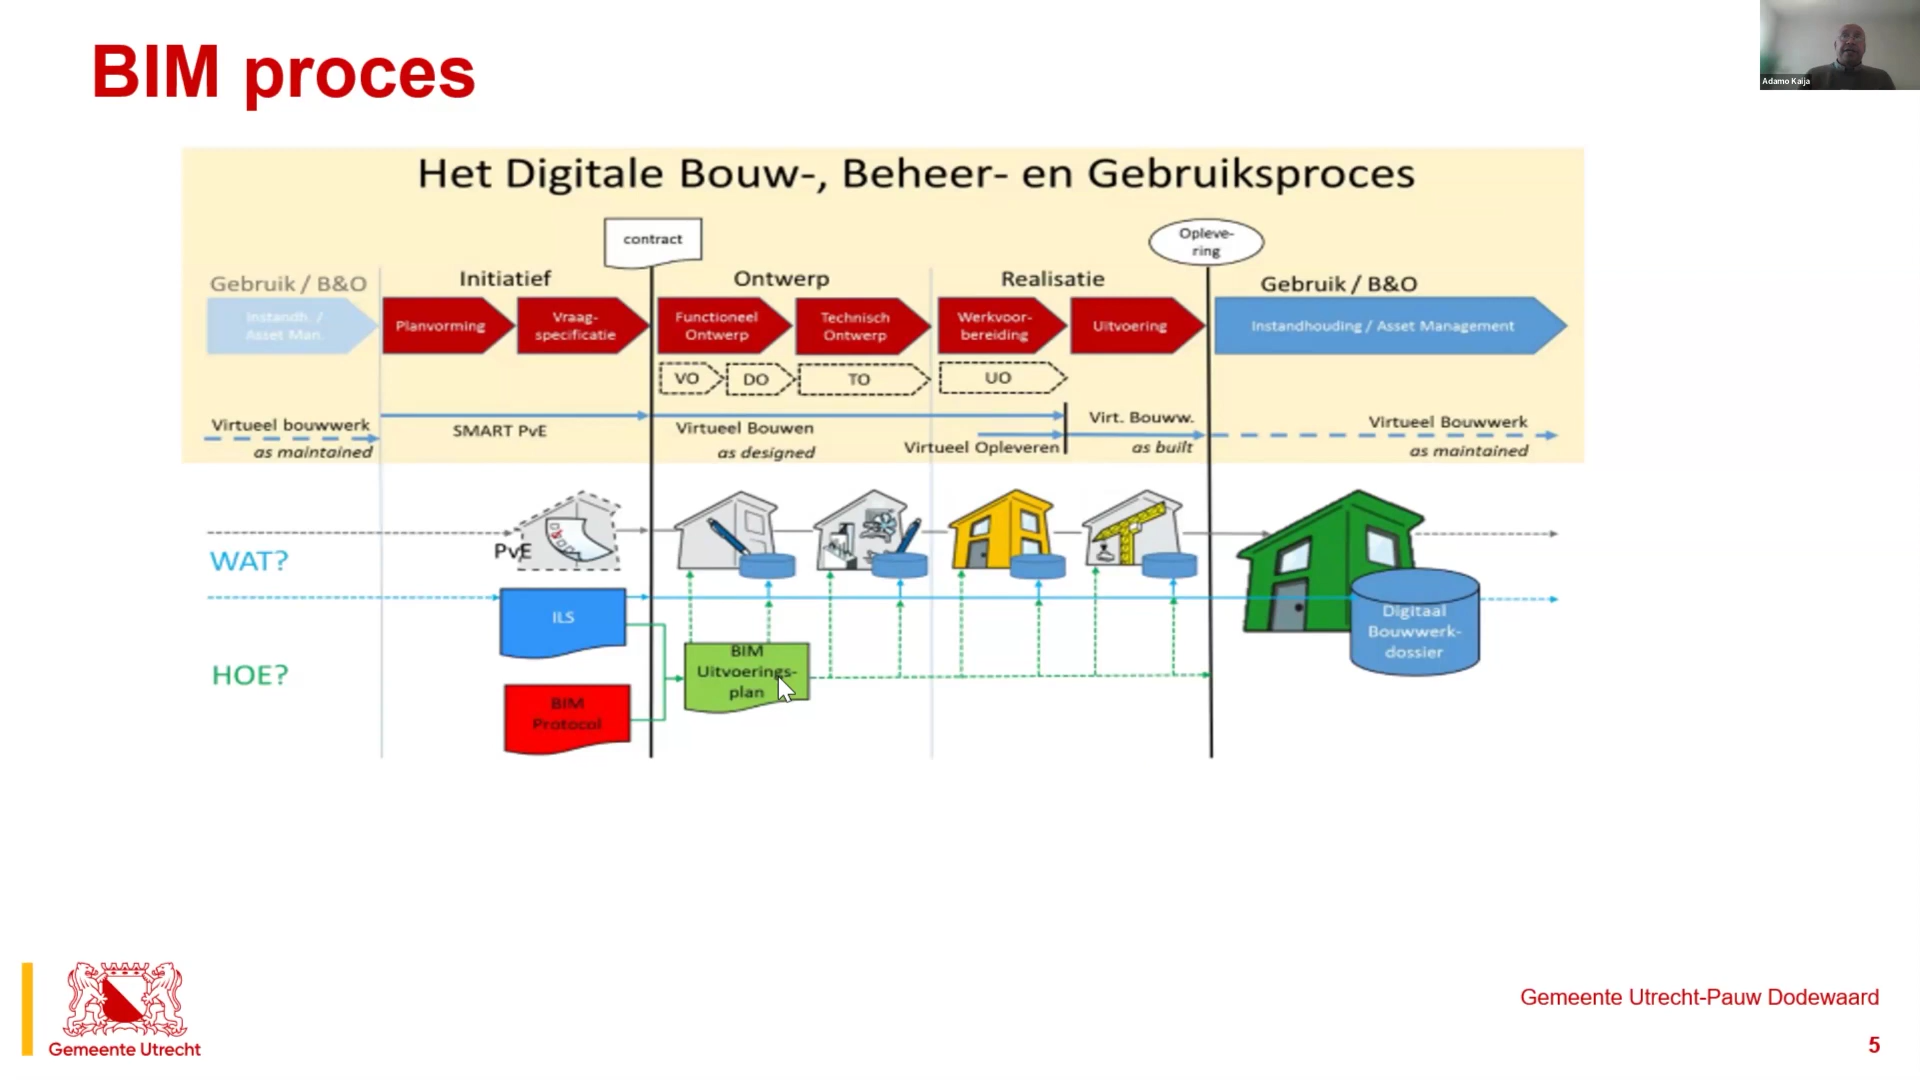 BIM proces
Adamo Kaija
Het Digitale Bouw-, Beheer- en Gebruiksproces
contract
Opleve-
ring
Gebruik / B&O
Initiatief
Ontwerp
Realisatie
Gebruik / B&O
Instandh. /
Asset Man.
Planvorming
Vraag-
specificatie
Functioneel
Ontwerp
Technisch
Ontwerp
Werkvoor-
bereiding
Uitvoering
Instandhouding / Asset Management
VO
DO
TO
UO
Virtueel bouwwerk
as maintained
SMART PvE
Virtueel Bouwen
as designed
Virtueel Opleveren
Virt. Bouww.
as built
Virtueel Bouwwerk
as maintained
WAT?
PvE
ILS
HOE?
BIM
Protocol
BIM
Uitvoerings-
plan
Digitaal
Bouwwerk-
dossier
Gemeente Utrecht
Gemeente Utrecht-Pauw Dodewaard
5